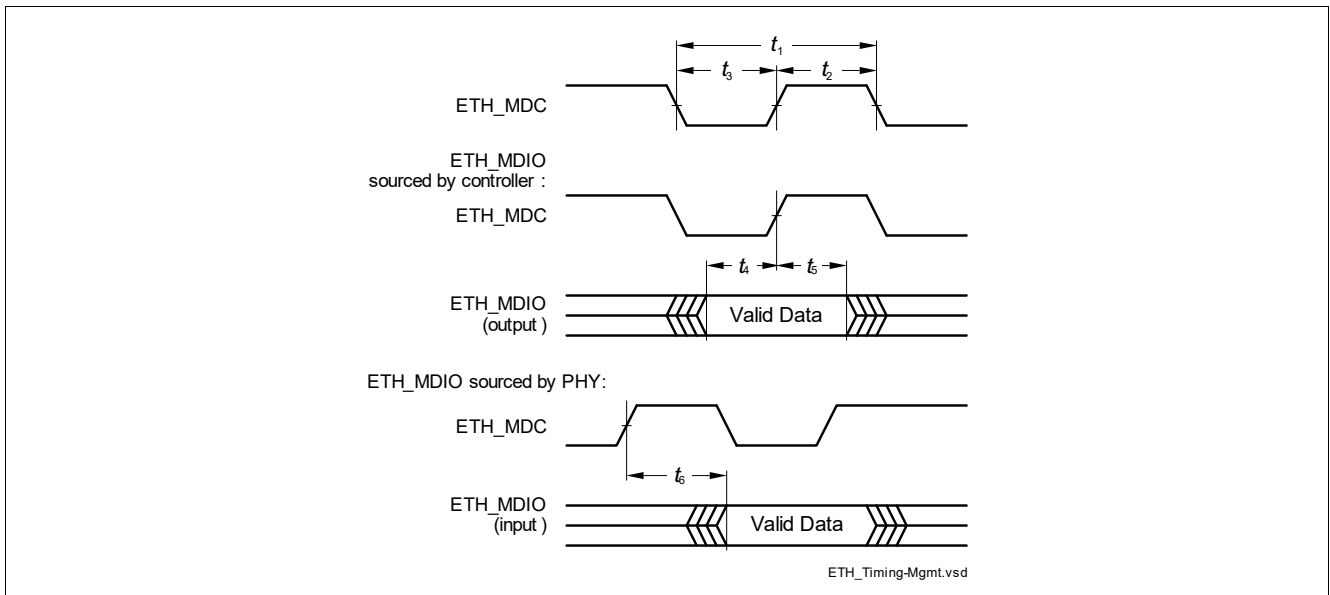 t1
t3
t2
ETH_MDC
ETH_MDIO
sourced by controller :
ETH_MDC
t4
t5
ETH_MDIO
(output )
Valid Data
ETH_MDIO sourced by PHY:
ETH_MDC
t6
ETH_MDIO
(input )
Valid Data
ETH_Timing-Mgmt.vsd